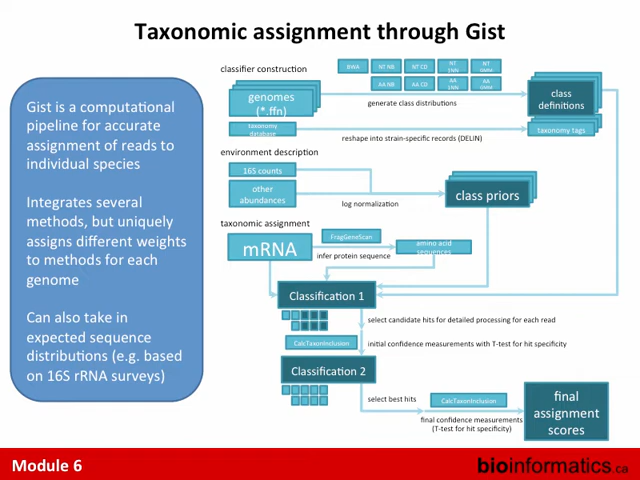 Taxonomic assignment through Gist
Gist is a computational
pipeline for accurate
assignment of reads to
individual species
Integrates several
methods, but uniquely
assigns different weights
to methods for each
genome
Can also take in
expected sequence
distributions (e.g. based
on 16S rRNA surveys)
classifier construction
BWA
NT NB
NT CD
NT
1NN
NT
GMM
AA NB
AA CD
AA
1NN
AA
GMM
genomes
(*.ffn)
generate class distributions
class
definitions
taxonomy
database
reshape into strain-specific records (DELIN)
taxonomy tags
environment description
16S counts
other
abundances
log normalization
class priors
taxonomic assignment
mRNA
FragGeneScan
infer protein sequence
amino acid
sequences
Classification 1
select candidate hits for detailed processing for each read
CalcTaxonInclusion
initial confidence measurements with T-test for hit specificity
Classification 2
select best hits
CalcTaxonInclusion
final confidence measurements
(T-test for hit specificity)
final
assignment
scores
Module 6
bioinformatics.ca